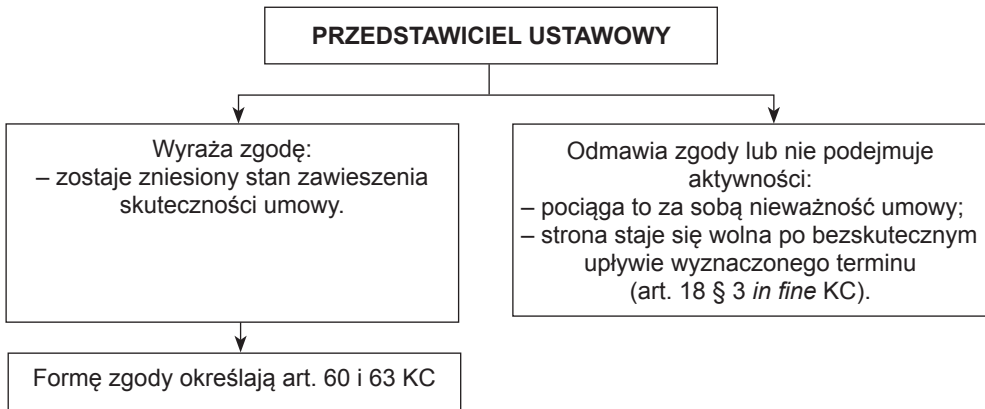 PRZEDSTAWICIEL USTAWOWY
Wyraża zgodę:
– zostaje zniesiony stan zawieszenia
skuteczności umowy.
Odmawia zgody lub nie podejmuje
aktywności:
– pociąga to za sobą nieważność umowy;
– strona staje się wolna po bezskutecznym
upływie wyznaczonego terminu
(art. 18 § 3 in fine KC).
Formę zgody określają art. 60 i 63 KC